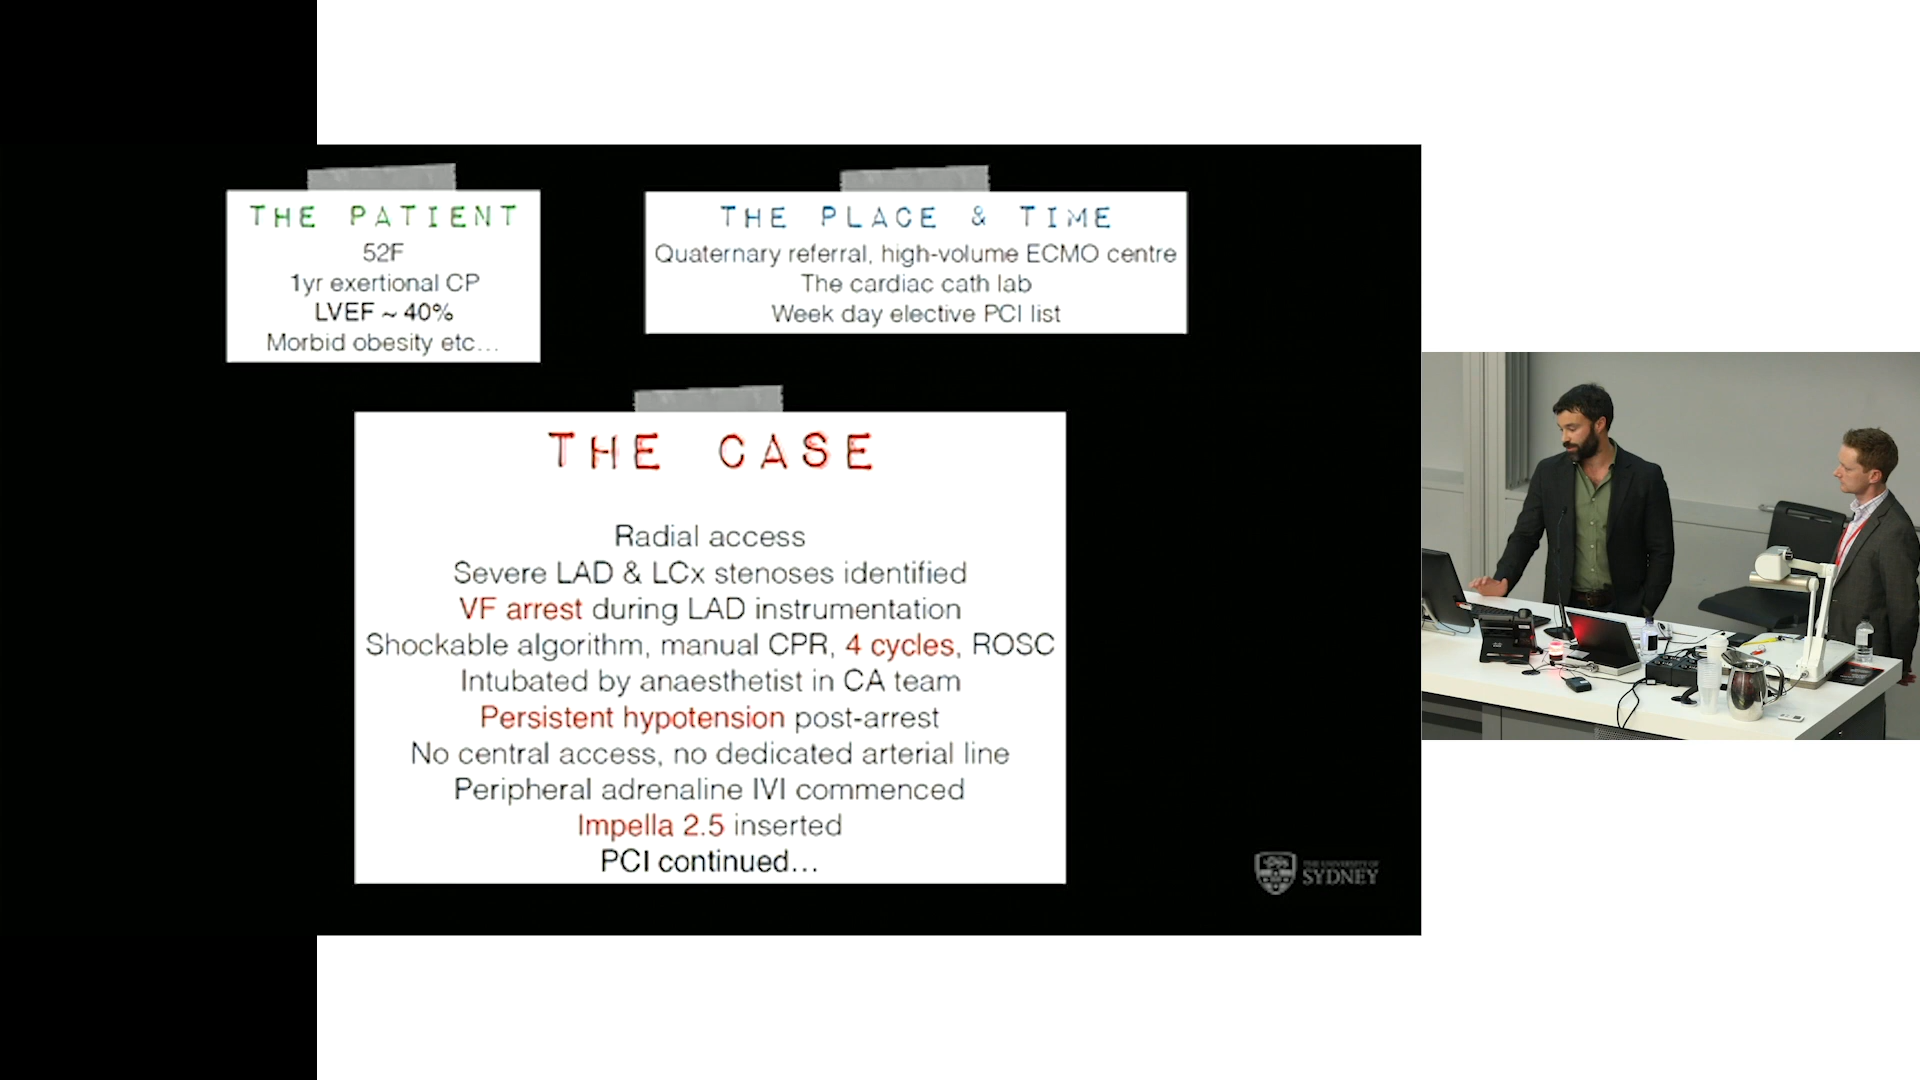 THE PATIENT
52F
1yr exertional CP
LVEF ~ 40%
Morbid obesity etc...
THE PLACE & TIME
Quaternary referral, high-volume ECMO centre
The cardiac cath lab
Week day elective PCI list
THE CASE
Radial access
Severe LAD & LCx stenoses identified
VF arrest during LAD instrumentation
Shockable algorithm, manual CPR, 4 cycles, ROSC
Intubated by anaesthetist in CA team
Persistent hypotension post-arrest
No central access, no dedicated arterial line
Peripheral adrenaline IVI commenced
Impella 2.5 inserted
PCI continued...
THE UNIVERSITY OF
SYDNEY